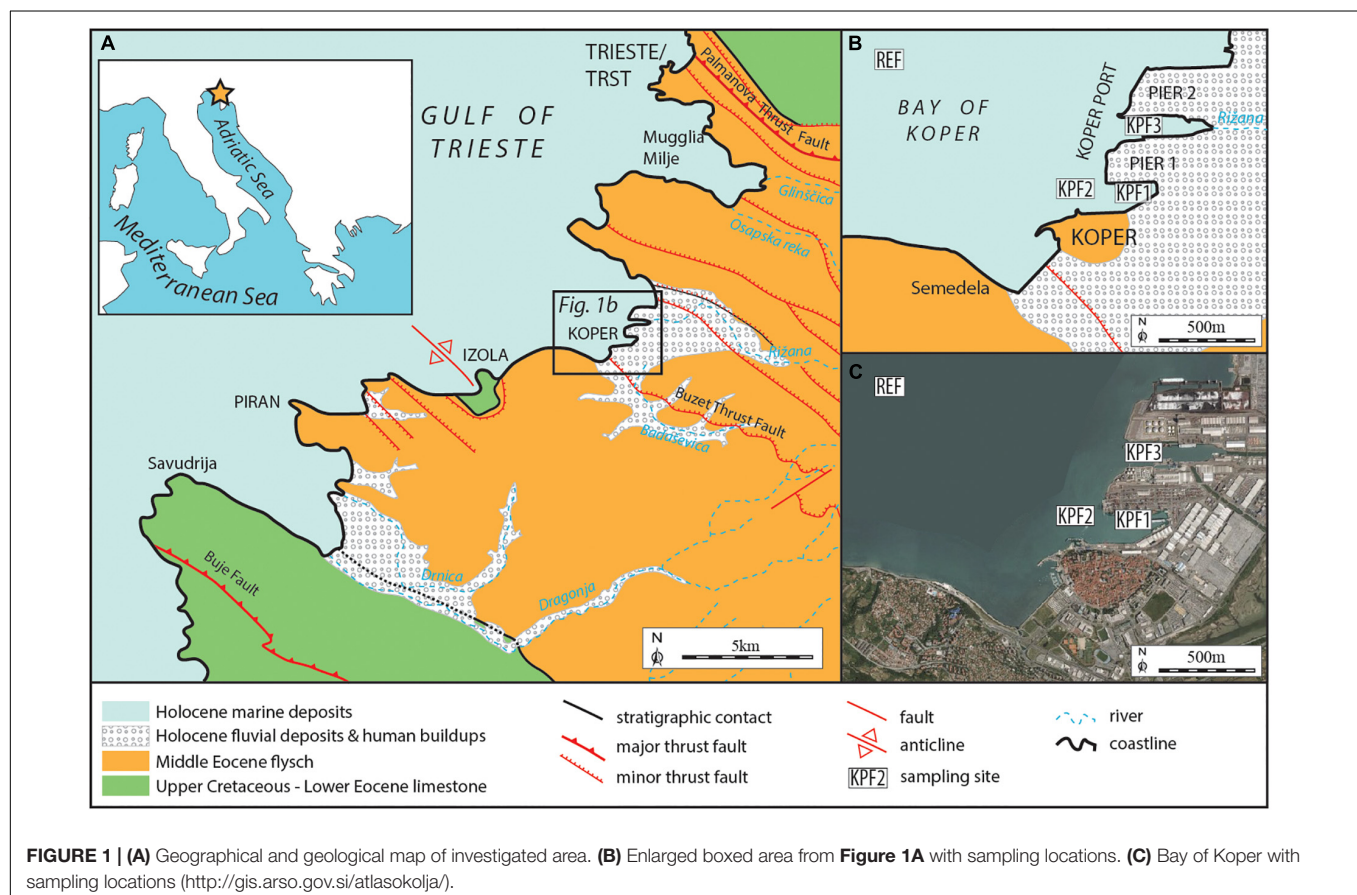 A
TRIESTE/
TRST
Palmanova Thrust Fault
GULF OF
TRIESTE
Adriatic Sea
Mediterranean Sea
Mugglia
Milje
Glinščica
Osapska reka
Fig. 1b
KOPER
Rižana
IZOLA
PIRAN
Buzet Thrust Fault
Badaševica
Savudrija
Buje Fault
Drnica
Dragonja
N
5km
B
REF
BAY OF
KOPER
KOPER PORT
PIER 2
KPF3
Rižana
PIER 1
KPF2
KPF1
KOPER
Semedela
N
500m
C
REF
KPF3
KPF2
KPF1
N
500m
Holocene marine deposits
Holocene fluvial deposits & human buildups
Middle Eocene flysch
Upper Cretaceous - Lower Eocene limestone
stratigraphic contact
major thrust fault
minor thrust fault
fault
anticline
KPF2 sampling site
river
coastline
FIGURE 1 | (A) Geographical and geological map of investigated area. (B) Enlarged boxed area from Figure 1A with sampling locations. (C) Bay of Koper with
sampling locations (http://gis.arso.gov.si/atlasokolja/).